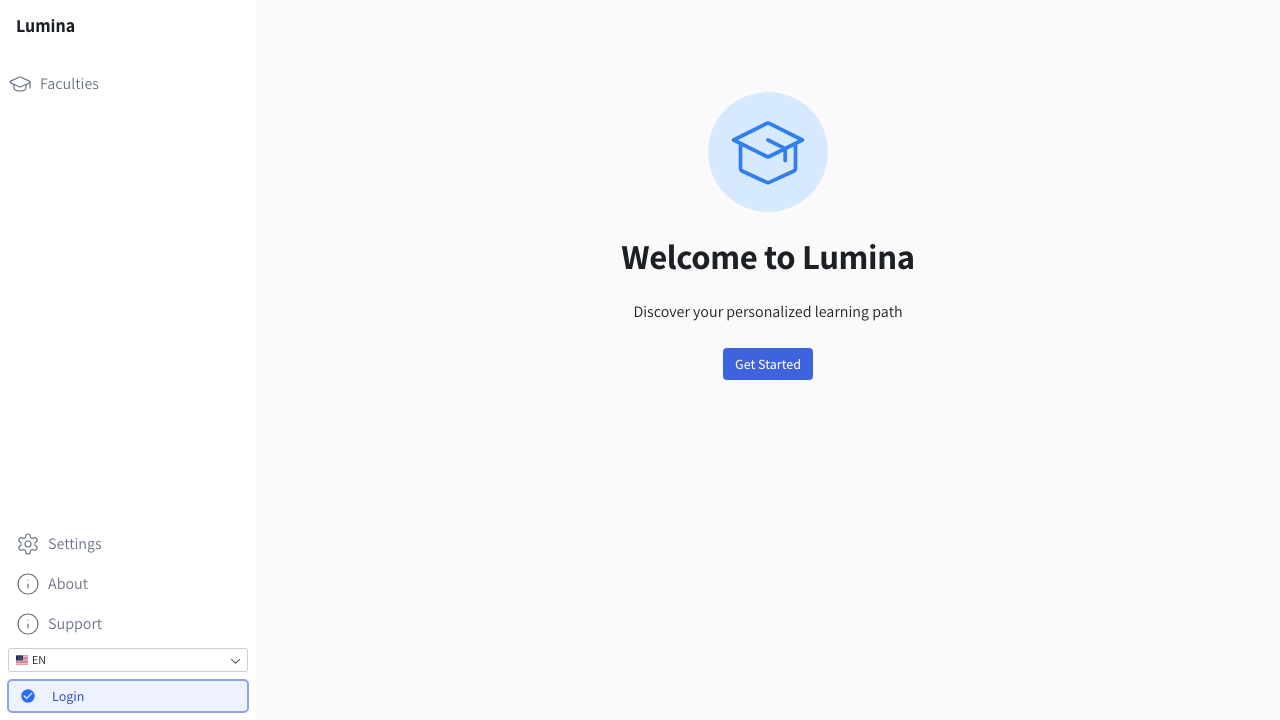 Lumina
Faculties
Welcome to Lumina
Discover your personalized learning path
Get Started
Settings
About
Support
EN
Login